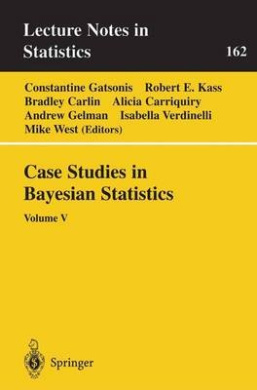 Lecture Notes in
Statistics
162
Constantine Gatsonis Robert E. Kass
Bradley Carlin Alicia Carriquiry
Andrew Gelman Isabella Verdinelli
Mike West (Editors)
Case Studies in
Bayesian Statistics
Volume V
Springer